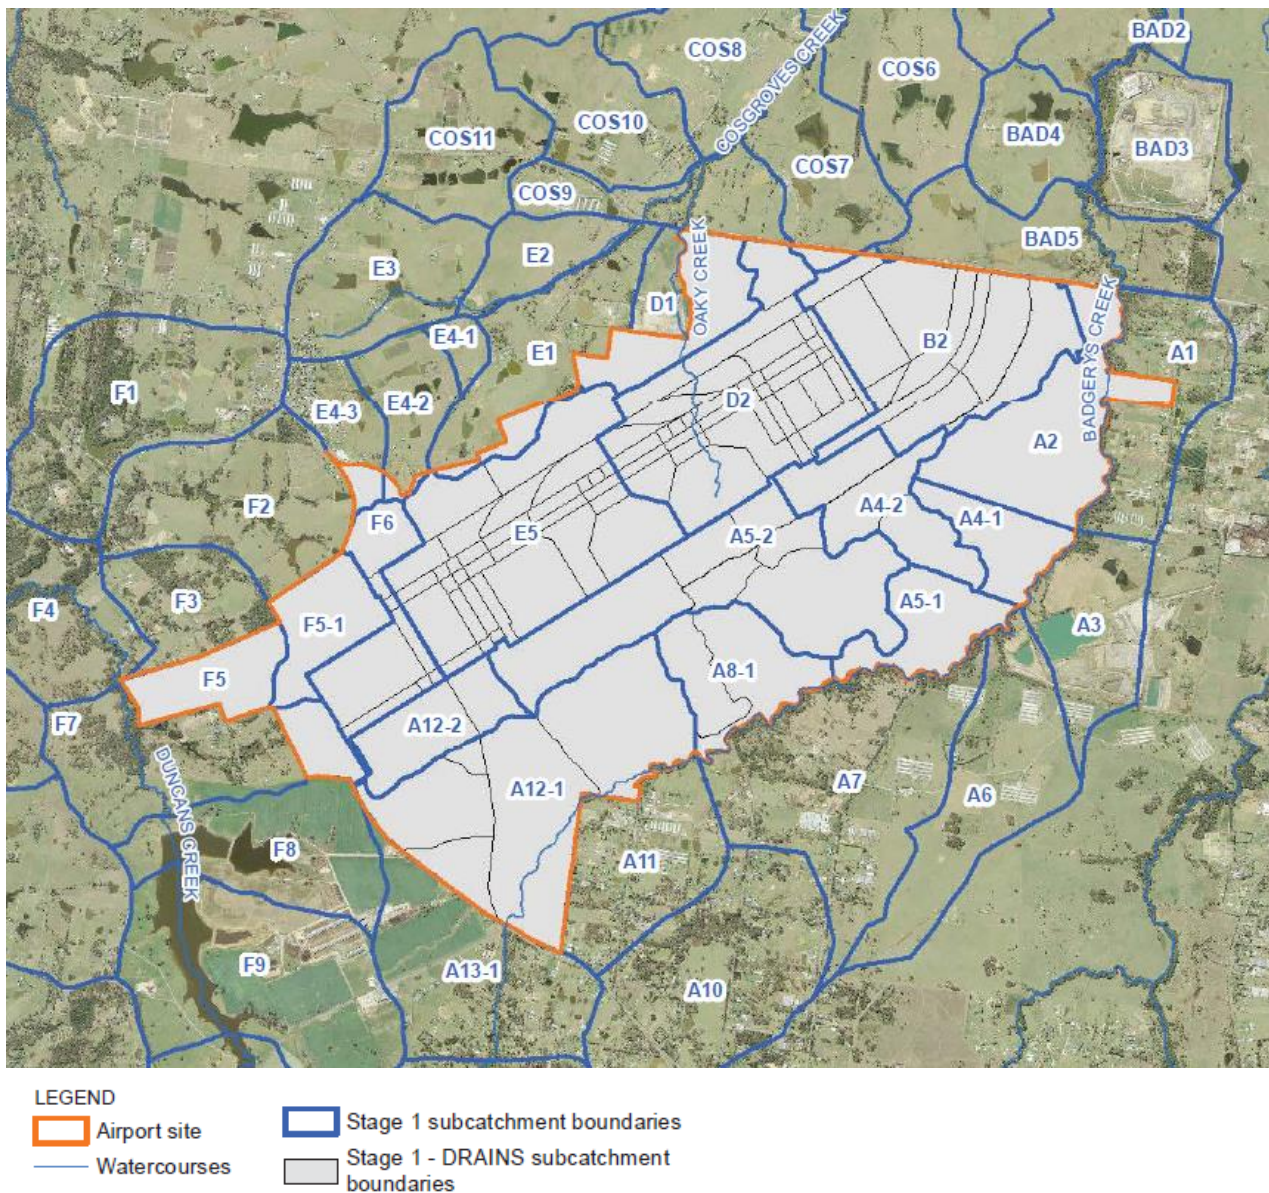 BAD2
COS8
COSGROVES CREEK
COS6
COS10
COS11
BAD4
BAD3
COS7
COS9
BAD5
E2
E3
OAKY CREEK
D1
E4-1
E1
B2
BADGERYS CREEK
A1
F1
E4-3
E4-2
D2
A2
F2
F6
E5
A5-2
A4-2
A4-1
F4
F3
F5-1
A5-1
A3
F5
A8-1
F7
A12-2
DUNCANS CREEK
A12-1
A7
A6
F8
A11
F9
A13-1
A10
LEGEND
Airport site
Watercourses
Stage 1 subcatchment boundaries
Stage 1 - DRAINS subcatchment
boundaries